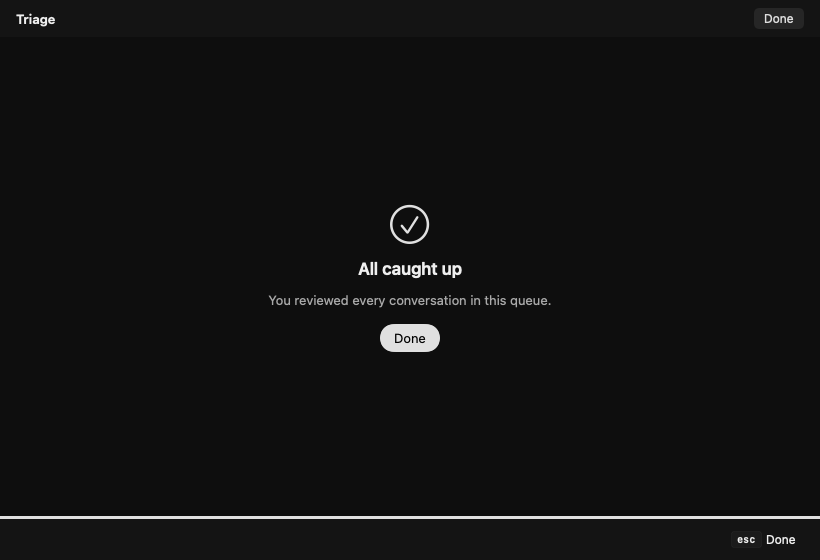 Triage
Done
All caught up
You reviewed every conversation in this queue.
Done
esc Done